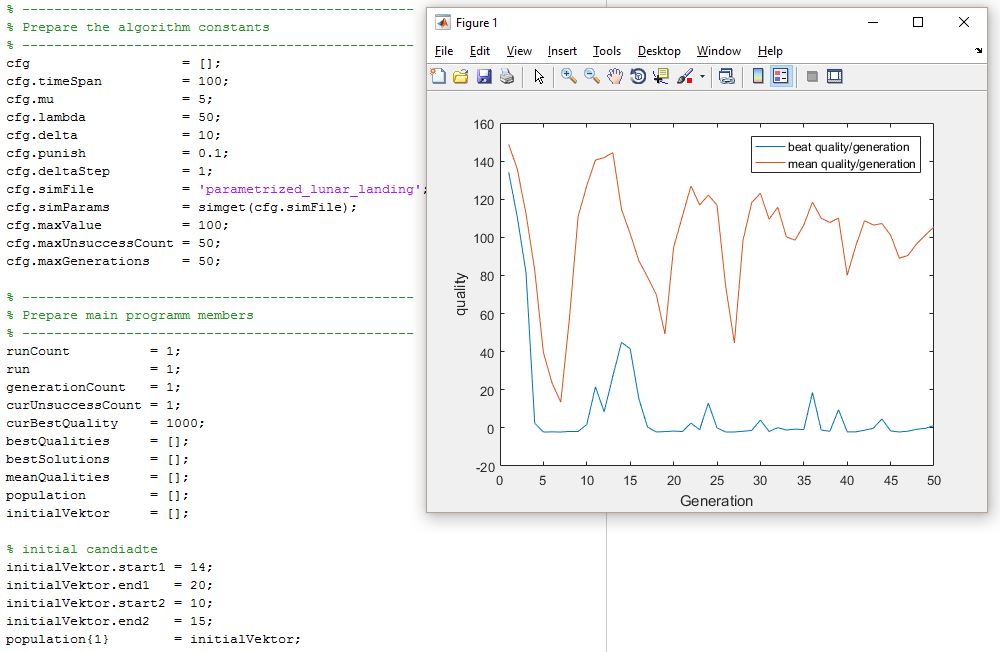 % -------------------------------------------------
% Prepare the algorithm constants
% -------------------------------------------------
cfg = [];
cfg.timeSpan = 100;
cfg.mu = 5;
cfg.lambda = 50;
cfg.delta = 10;
cfg.punish = 0.1;
cfg.deltaStep = 1;
cfg.simFile = 'parametrized_lunar_landing';
cfg.simParams = simget(cfg.simFile);
cfg.maxValue = 100;
cfg.maxUnsuccessCount = 50;
cfg.maxGenerations = 50;
% -------------------------------------------------
% Prepare main programm members
% -------------------------------------------------
runCount = 1;
run = 1;
generationCount = 1;
curUnsuccessCount = 1;
curBestQuality = 1000;
bestQualities = [];
bestSolutions = [];
meanQualities = [];
population = [];
initialVektor = [];
% initial candiadte
initialVektor.start1 = 14;
initialVektor.end1 = 20;
initialVektor.start2 = 10;
initialVektor.end2 = 15;
population{1} = initialVektor;
Figure 1
File Edit View Insert Tools Desktop Window Help
160
140
120
100
80
60
40
20
0
-20
quality
beat quality/generation
mean quality/generation
0 5 10 15 20 25 30 35 40 45 50
Generation